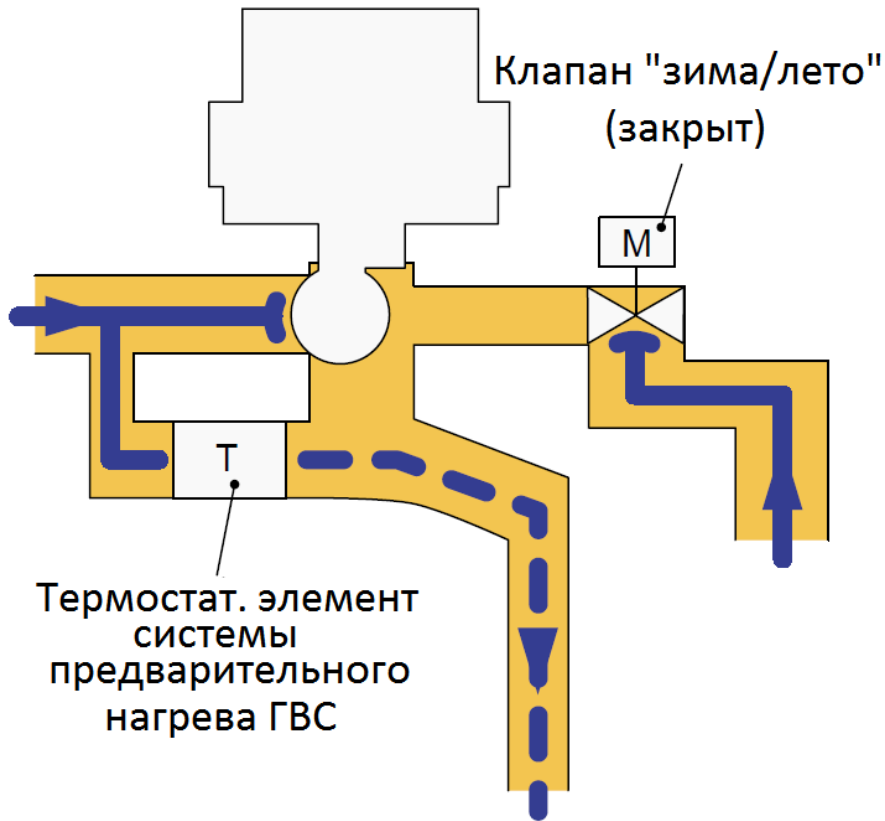 Клапан "зима/лето"
(закрыт)
М
Т
Термостат. элемент
системы
предварительного
нагрева ГВС